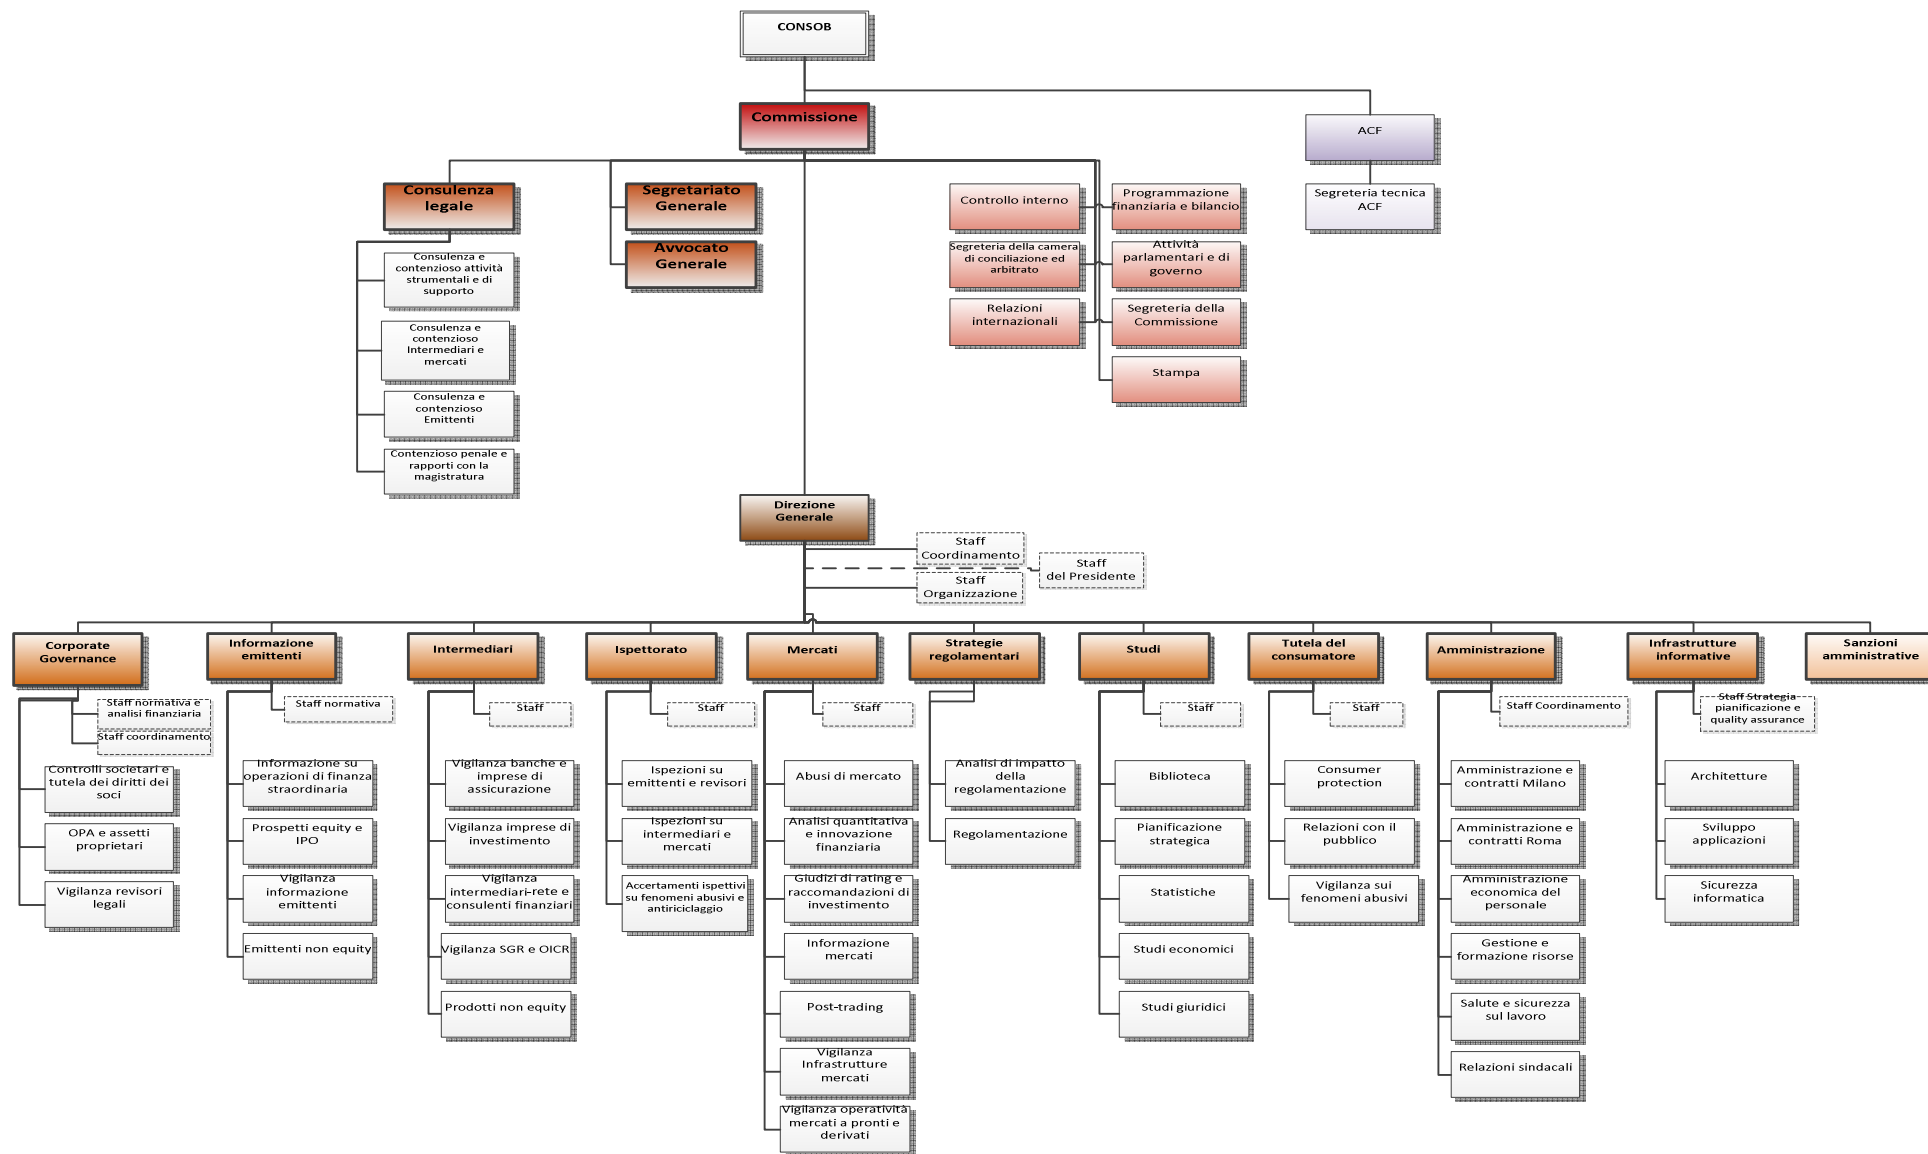 CONSOB
Commissione
ACF
Segreteria tecnica
ACF
Consulenza
legale
Consulenza e
contenzioso attività
strumentali e di
supporto
Consulenza e
contenzioso
Intermediari e
mercati
Consulenza e
contenzioso
Emittenti
Contenzioso penale e
rapporti con la
magistratura
Segretariato
Generale
Avvocato
Generale
Controllo interno
Programmazione
finanziaria e bilancio
Segreteria della camera
di conciliazione ed
arbitrato
Attività
parlamentari e di
governo
Relazioni
internazionali
Segreteria della
Commissione
Stampa
Direzione
Generale
Staff
Coordinamento
Staff
del Presidente
Staff
Organizzazione
Corporate
Governance
Staff normativa e
analisi finanziaria
Staff coordinamento
Controlli societari e
tutela dei diritti dei
soci
OPA e assetti
proprietari
Vigilanza revisori
legali
Informazione
emittenti
Staff normativa
Informazione su
operazioni di finanza
straordinaria
Prospetti equity e
IPO
Vigilanza
informazione
emittenti
Emittenti non equity
Intermediari
Staff
Vigilanza banche e
imprese di
assicurazione
Vigilanza imprese di
investimento
Vigilanza
intermediari-rete e
consulenti finanziari
Vigilanza SGR e OICR
Prodotti non equity
Ispettorato
Staff
Ispezioni su
emittenti e revisori
Ispezioni su
intermediari e
mercati
Accertamenti ispettivi
su fenomeni abusivi e
antiriciclaggio
Mercati
Staff
Abusi di mercato
Analisi quantitativa
e innovazione
finanziaria
Giudizi di rating e
raccomandazioni di
investimento
Informazione
mercati
Post-trading
Vigilanza
Infrastrutture
mercati
Vigilanza operatività
mercati a pronti e
derivati
Strategie
regolamentari
Analisi di impatto
della
regolamentazione
Regolamentazione
Studi
Staff
Biblioteca
Pianificazione
strategica
Statistiche
Studi economici
Studi giuridici
Tutela del
consumatore
Staff
Consumer
protection
Relazioni con il
pubblico
Vigilanza sui
fenomeni abusivi
Amministrazione
Staff Coordinamento
Amministrazione e
contratti Milano
Amministrazione e
contratti Roma
Amministrazione
economica del
personale
Gestione e
formazione risorse
Salute e sicurezza
sul lavoro
Relazioni sindacali
Infrastrutture
informative
Staff Strategia
pianificazione e
quality assurance
Architetture
Sviluppo
applicazioni
Sicurezza
informatica
Sanzioni
amministrative